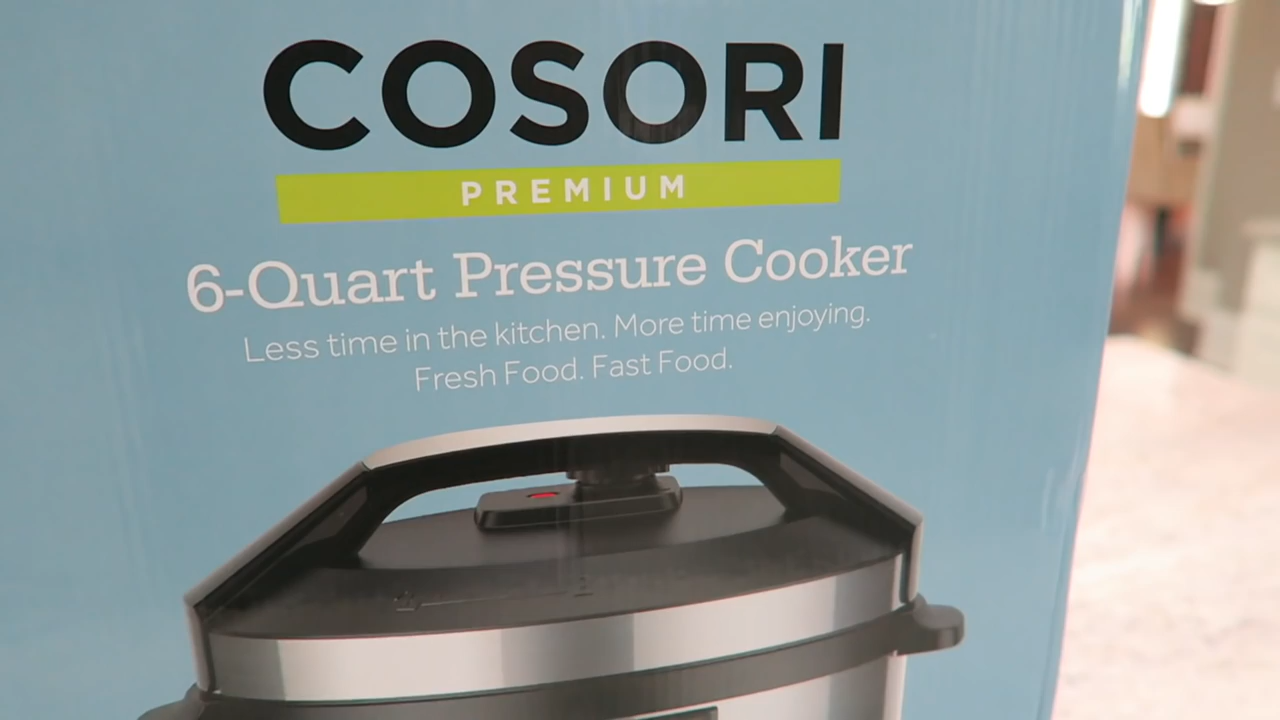 COSORI
PREMIUM
6-Quart Pressure Cooker
Less time in the kitchen. More time enjoying.
Fresh Food. Fast Food.